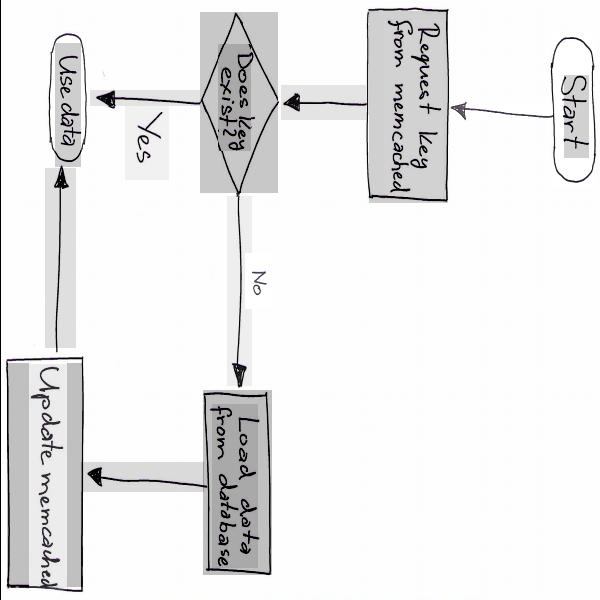 Start
Request key
from memcached
Does key
exist?
Yes
No
Use data
Load data
from database
Update memcached